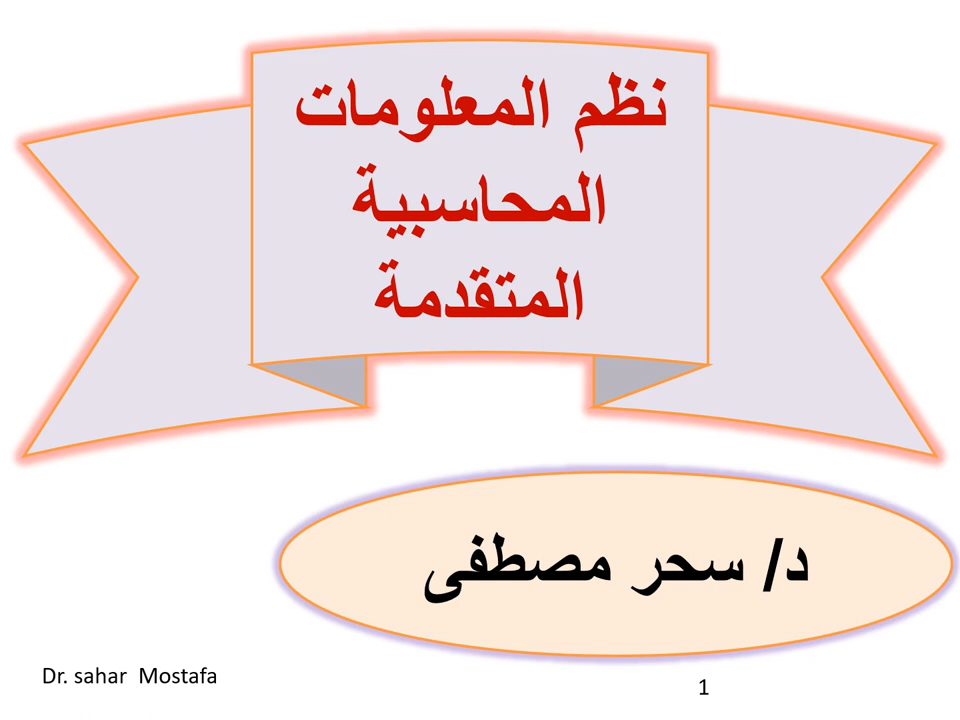 نظم المعلومات
المحاسبية
المتقدمة
د/ سحر مصطفى
Dr. sahar Mostafa
1